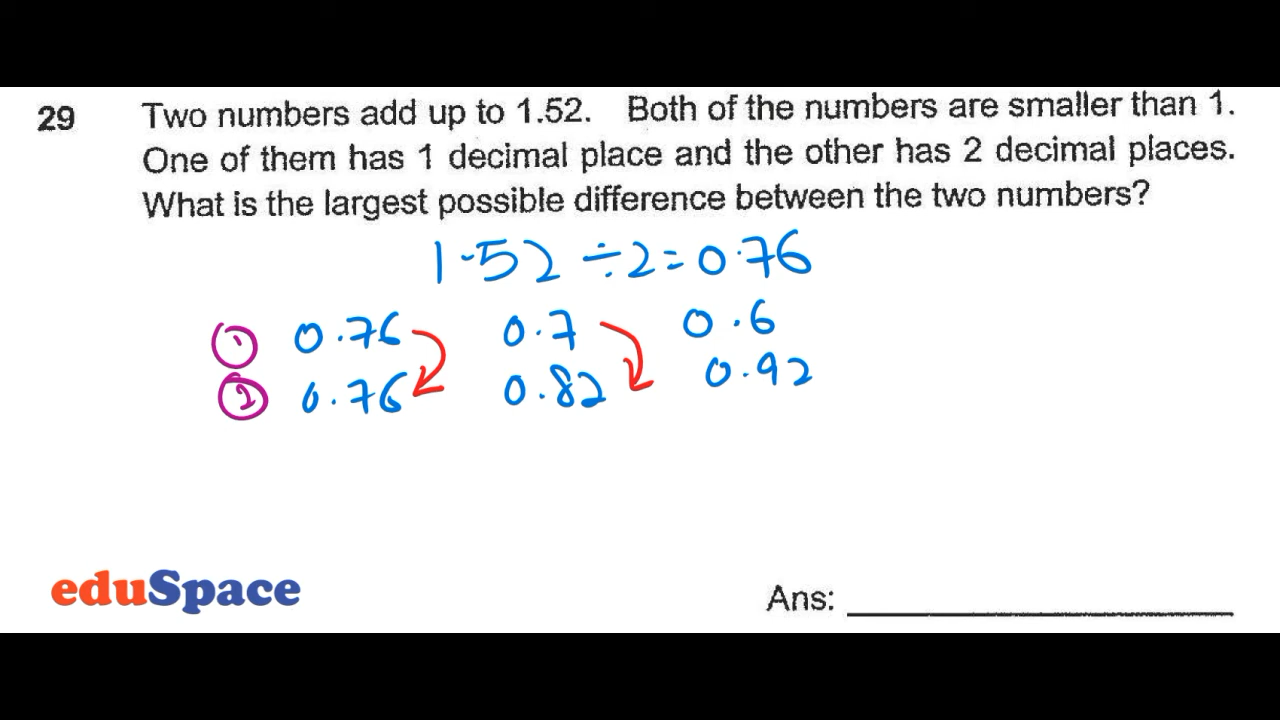 29 Two numbers add up to 1.52. Both of the numbers are smaller than 1.
One of them has 1 decimal place and the other has 2 decimal places.
What is the largest possible difference between the two numbers?
1.52 ÷ 2 = 0.76
① 0.76 0.7 0.6
② 0.76 0.82 0.92
eduSpace
Ans: